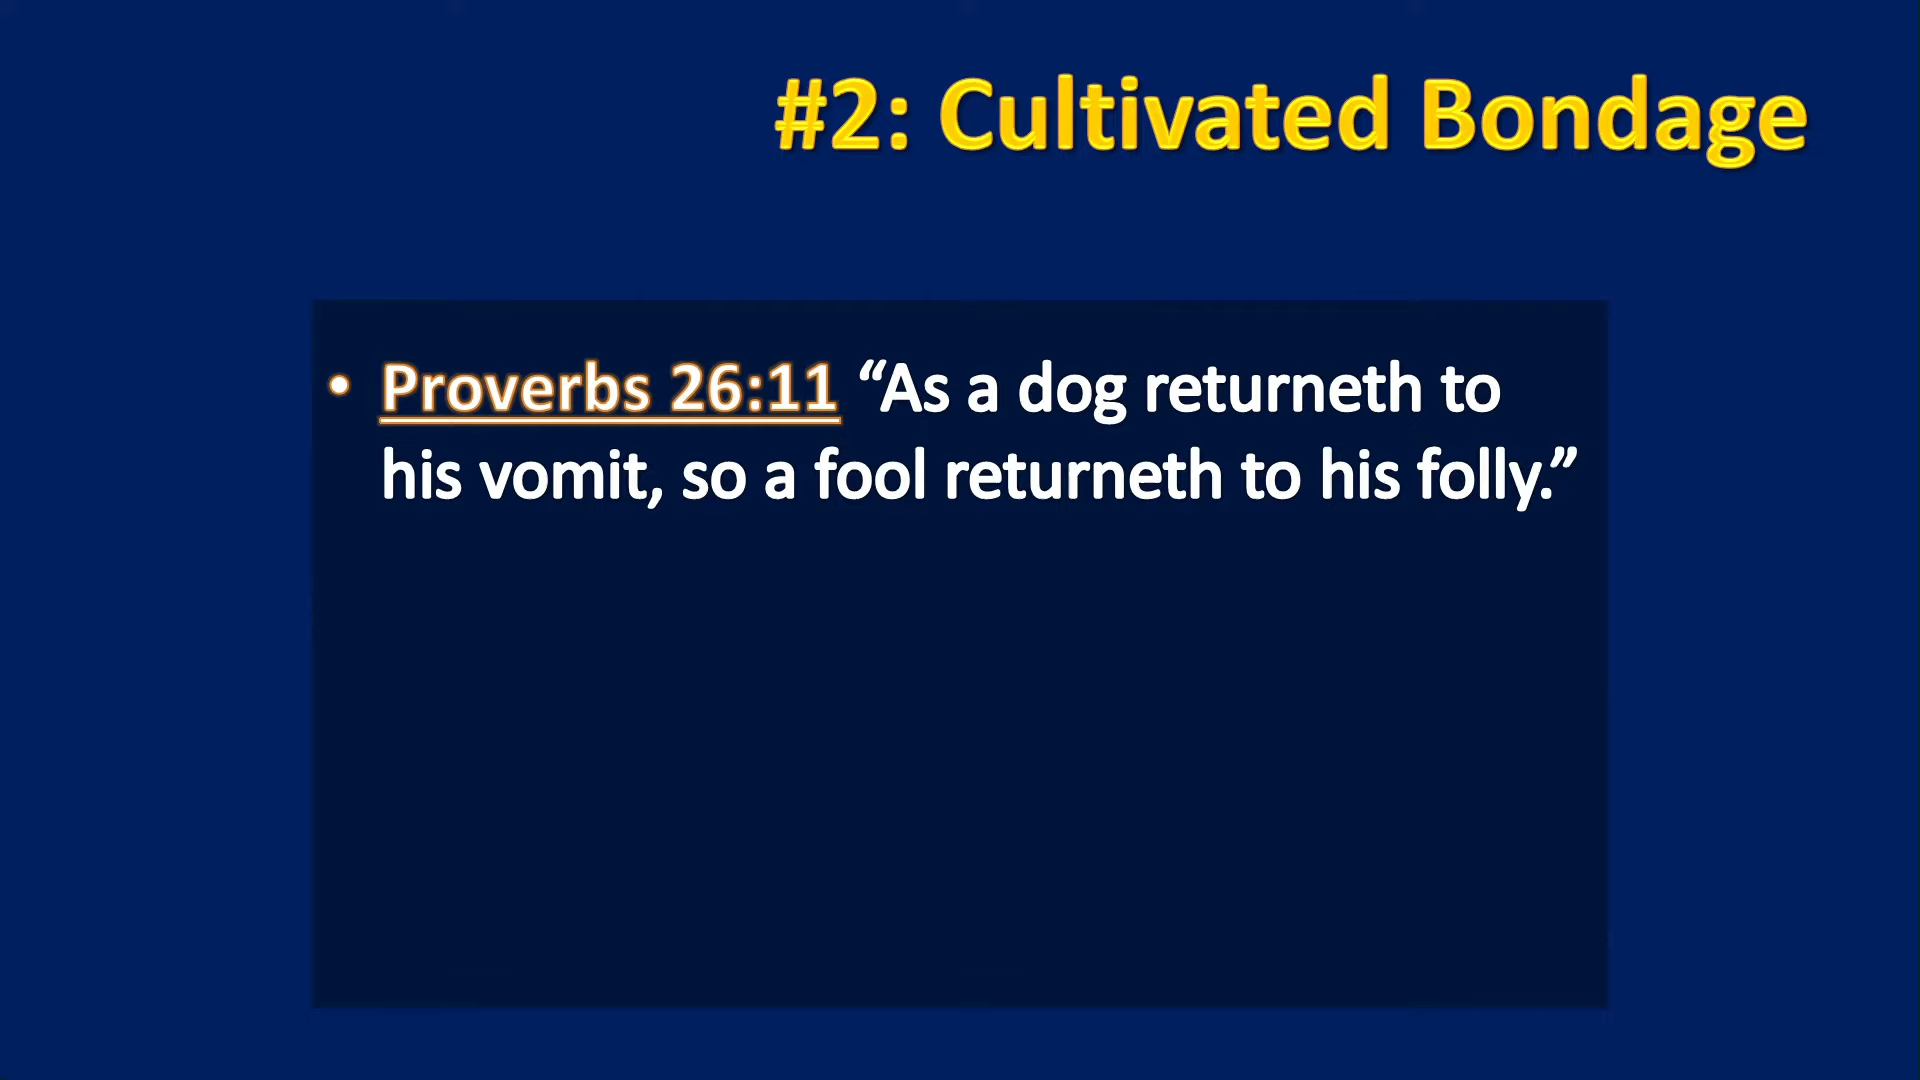 #2: Cultivated Bondage
• Proverbs 26:11 “As a dog returneth to
his vomit, so a fool returneth to his folly.”